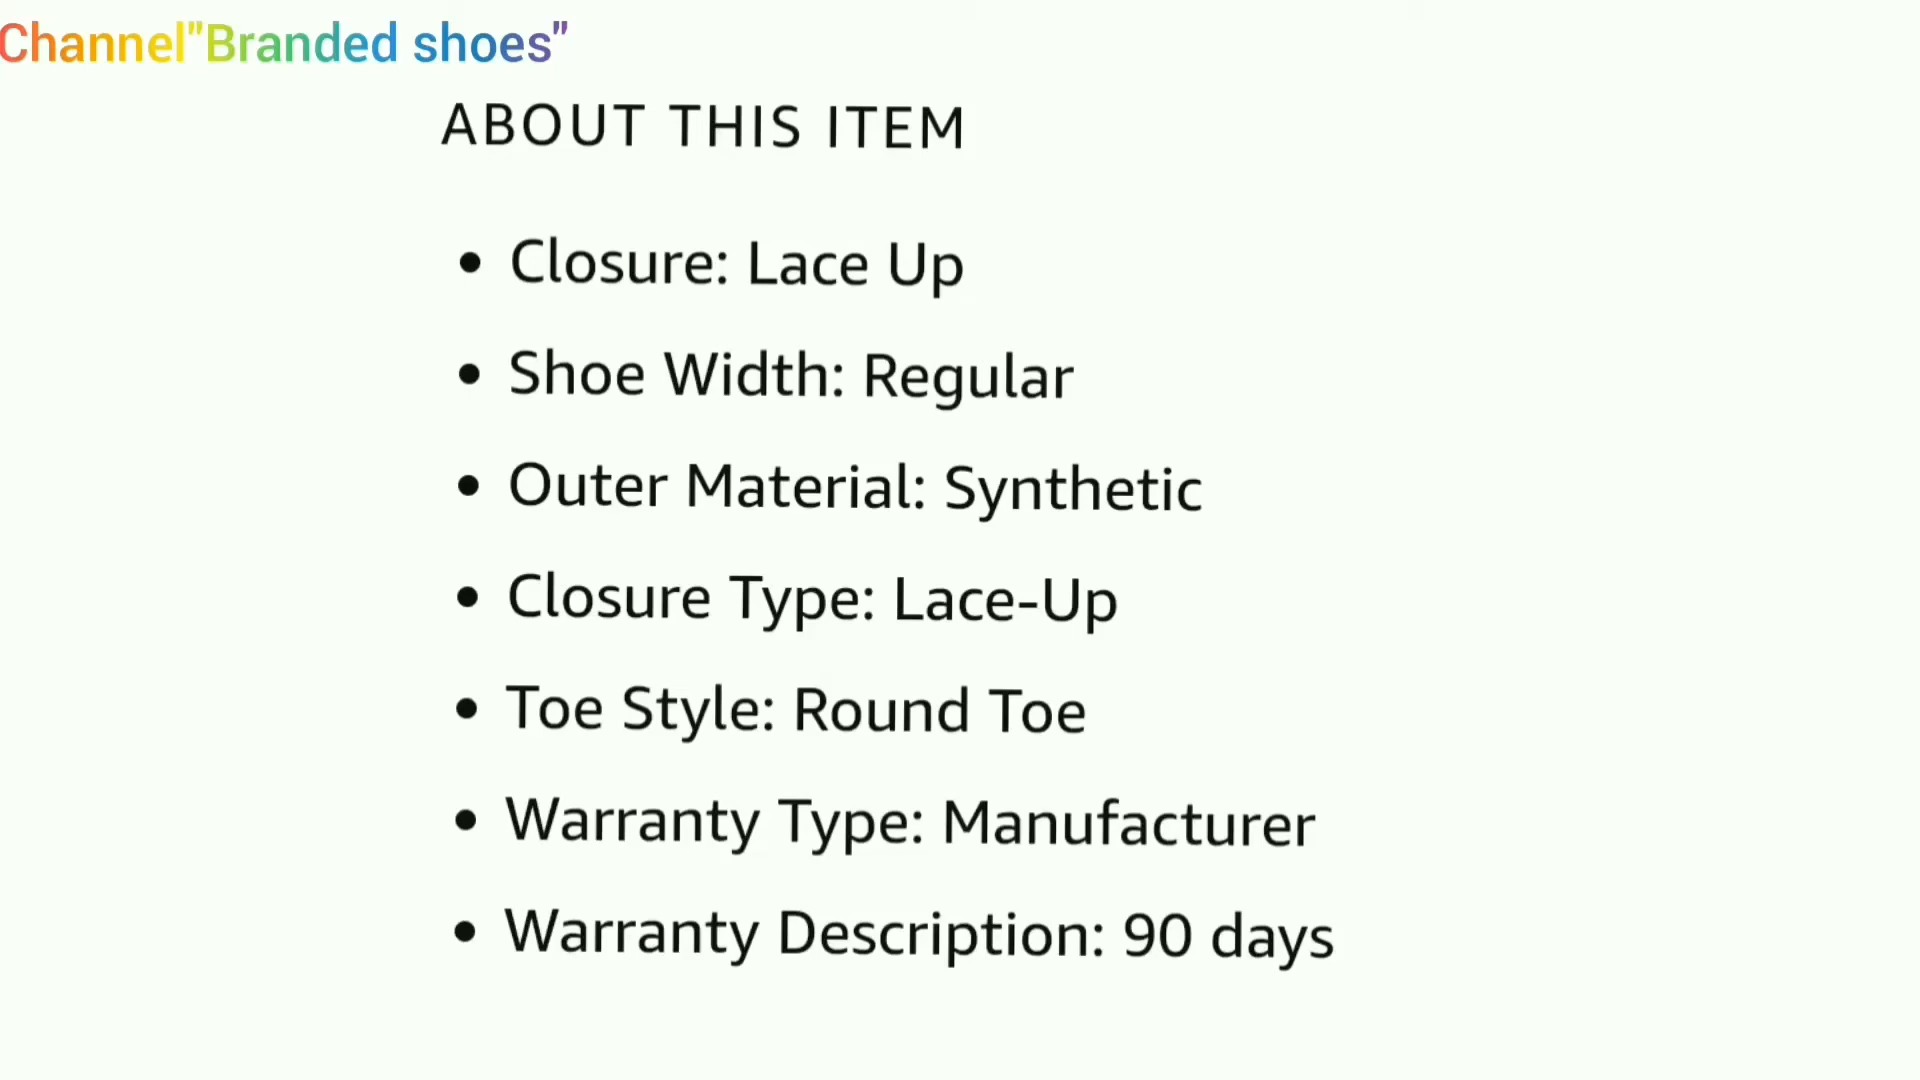 Channel"Branded shoes"
ABOUT THIS ITEM
• Closure: Lace Up
• Shoe Width: Regular
• Outer Material: Synthetic
• Closure Type: Lace-Up
• Toe Style: Round Toe
• Warranty Type: Manufacturer
• Warranty Description: 90 days